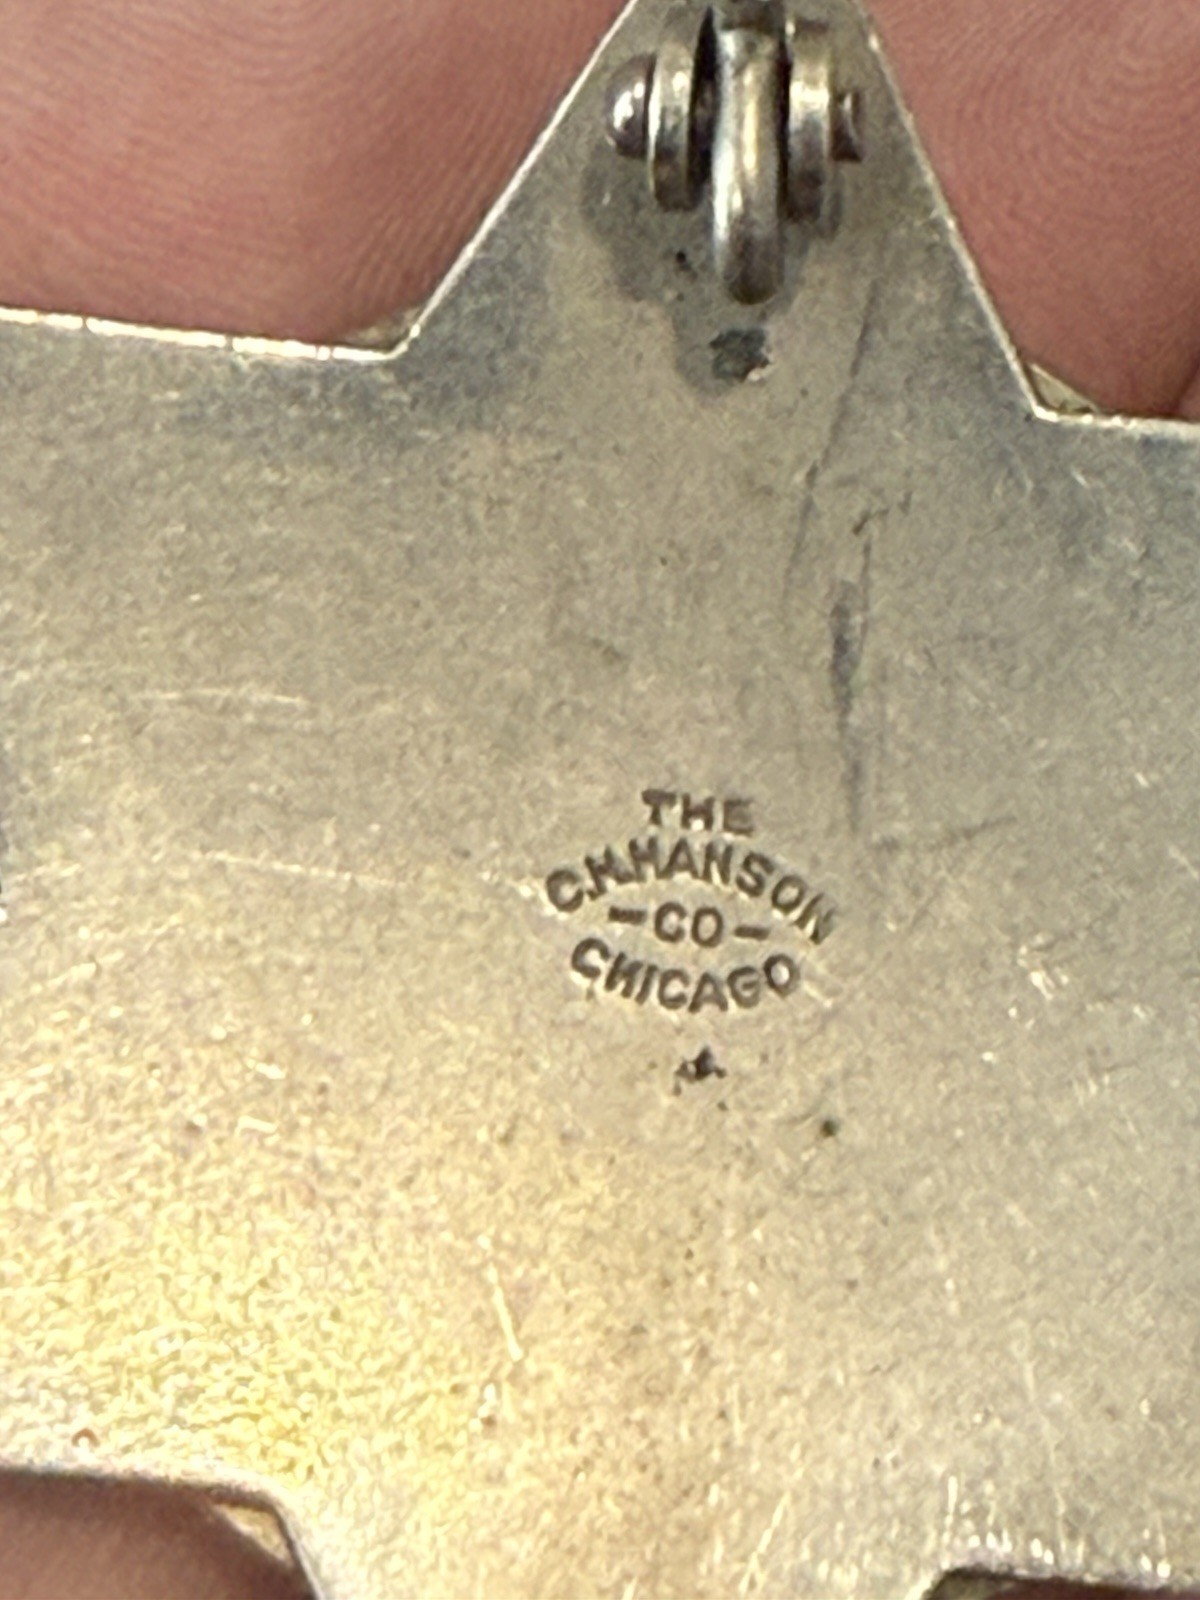 THE
C.H.HANSON
-CO-
CHICAGO